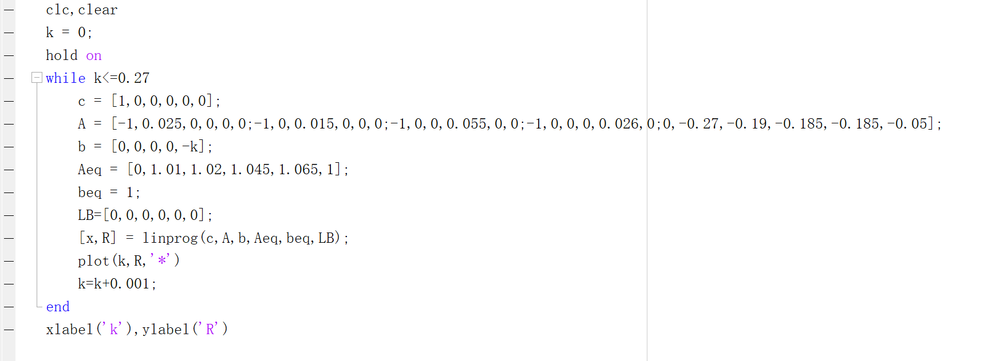 clc,clear
k = 0;
hold on
while k<=0.27
c = [1,0,0,0,0,0];
A = [-1,0.025,0,0,0,0;-1,0,0.015,0,0,0;-1,0,0,0.055,0,0;-1,0,0,0,0.026,0;0,-0.27,-0.19,-0.185,-0.185,-0.05];
b = [0,0,0,0,-k];
Aeq = [0,1.01,1.02,1.045,1.065,1];
beq = 1;
LB=[0,0,0,0,0,0];
[x,R] = linprog(c,A,b,Aeq,beq,LB);
plot(k,R,'*')
k=k+0.001;
end
xlabel('k'),ylabel('R')